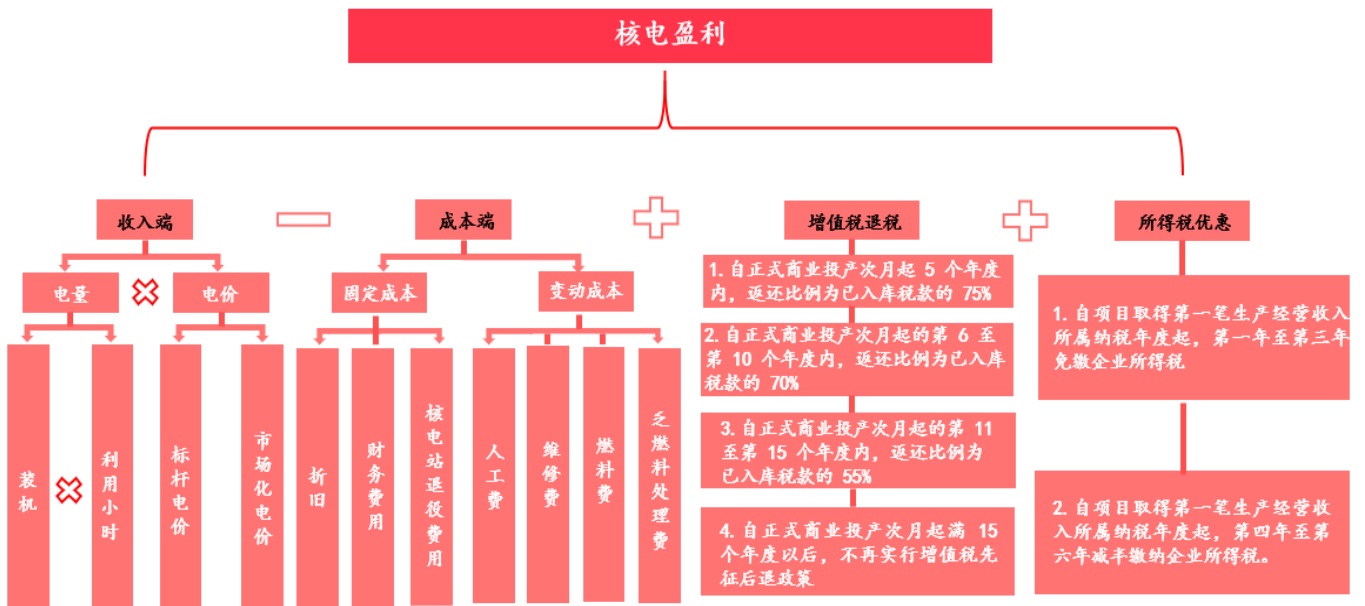 核电盈利
收入端
成本端
增值税退税
所得税优惠
电量
电价
固定成本
变动成本
装机
利用小时
标杆电价
市场化电价
折旧
财务费用
核电站退役费用
人工费
维修费
燃料费
乏燃料处理费
1. 自正式商业投产次月起 5 个年度
内，返还比例为已入库税款的 75%
2. 自正式商业投产次月起的第 6 至
第 10 个年度内，返还比例为已入库
税款的 70%
3. 自正式商业投产次月起的第 11
至第 15 个年度内，返还比例为
已入库税款的 55%
4. 自正式商业投产次月起满 15
个年度以后，不再实行增值税先
征后退政策
1. 自项目取得第一笔生产经营收入
所属纳税年度起，第一年至第三年
免缴企业所得税
2. 自项目取得第一笔生产经营收
入所属纳税年度起，第四年至第
六年减半缴纳企业所得税。